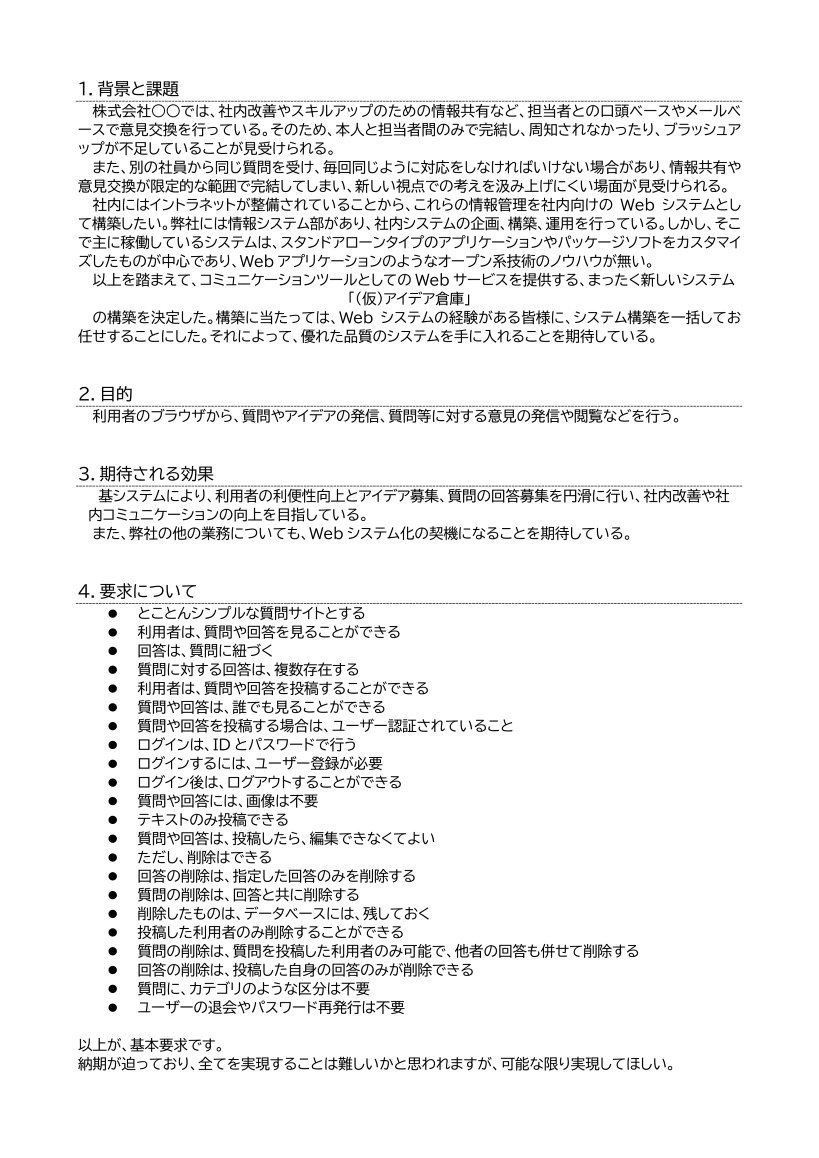 1. 背景と課題
株式会社〇〇では、社内改善やスキルアップのための情報共有など、担当者との口頭ベースやメールベ
ースで意見交換を行っている。そのため、本人と担当者間のみで完結し、周知されなかったり、ブラッシュア
ップが不足していることが見受けられる。
また、別の社員から同じ質問を受け、毎回同じように対応をしなければいけない場合があり、情報共有や
意見交換が限定的な範囲で完結してしまい、新しい視点での考えを汲み上げにくい場面が見受けられる。
社内にはイントラネットが整備されていることから、これらの情報管理を社内向けの Web システムとし
て構築したい。弊社には情報システム部があり、社内システムの企画、構築、運用を行っている。しかし、そこ
で主に稼働しているシステムは、スタンドアローンタイプのアプリケーションやパッケージソフトをカスタマイ
ズしたものが中心であり、Web アプリケーションのようなオープン系技術のノウハウが無い。
以上を踏まえて、コミュニケーションツールとしての Web サービスを提供する、まったく新しいシステム
「(仮)アイデア倉庫」
の構築を決定した。構築に当たっては、Web システムの経験がある皆様に、システム構築を一括してお
任せすることにした。それによって、優れた品質のシステムを手に入れることを期待している。
2. 目的
利用者のブラウザから、質問やアイデアの発信、質問等に対する意見の発信や閲覧などを行う。
3. 期待される効果
基システムにより、利用者の利便性向上とアイデア募集、質問の回答募集を円滑に行い、社内改善や社
内コミュニケーションの向上を目指している。
また、弊社の他の業務についても、Web システム化の契機になることを期待している。
4. 要求について
● とことんシンプルな質問サイトとする
● 利用者は、質問や回答を見ることができる
● 回答は、質問に紐づく
● 質問に対する回答は、複数存在する
● 利用者は、質問や回答を投稿することができる
● 質問や回答は、誰でも見ることができる
● 質問や回答を投稿する場合は、ユーザー認証されていること
● ログインは、ID とパスワードで行う
● ログインするには、ユーザー登録が必要
● ログイン後は、ログアウトすることができる
● 質問や回答には、画像は不要
● テキストのみ投稿できる
● 質問や回答は、投稿したら、編集できなくてよい
● ただし、削除はできる
● 回答の削除は、指定した回答のみを削除する
● 質問の削除は、回答と共に削除する
● 削除したものは、データベースには、残しておく
● 投稿した利用者のみ削除することができる
● 質問の削除は、質問を投稿した利用者のみ可能で、他者の回答も併せて削除する
● 回答の削除は、投稿した自身の回答のみが削除できる
● 質問に、カテゴリのような区分は不要
● ユーザーの退会やパスワード再発行は不要
以上が、基本要求です。
納期が迫っており、全てを実現することは難しいかと思われますが、可能な限り実現してほしい。